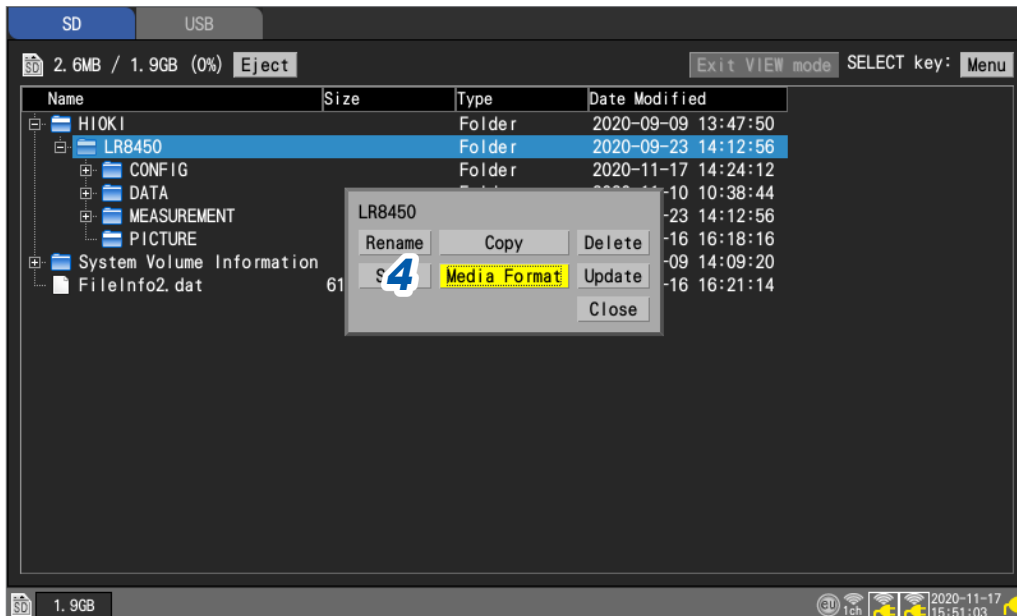 SD USB
SD 2.6MB / 1.9GB (0%) Eject Exit VIEW mode SELECT key: Menu
Name Size Type Date Modified
HIOKI Folder 2020-09-09 13:47:50
LR8450 Folder 2020-09-23 14:12:56
CONFIG Folder 2020-11-17 14:24:12
DATA -10 10:38:44
MEASUREMENT -23 14:12:56
PICTURE -16 16:18:16
System Volume Information -09 14:09:20
FileInfo2.dat 61 -16 16:21:14
LR8450
Rename Copy Delete
4 Media Format Update
Close
SD 1.9GB eu 1ch 2020-11-17
15:51:03